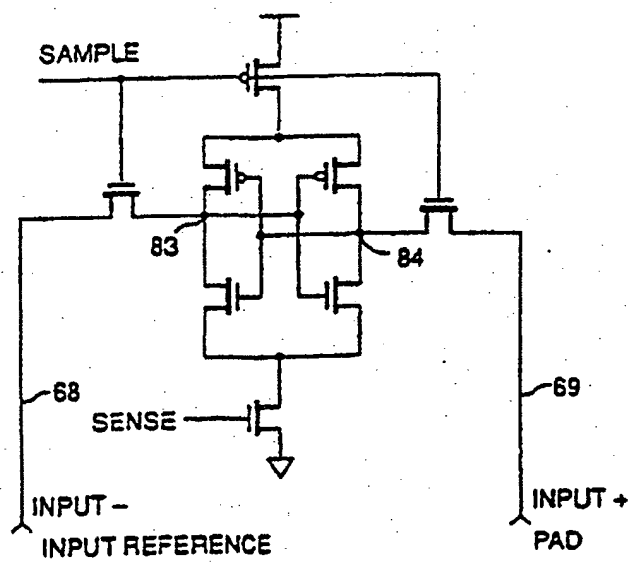 SAMPLE
83
84
68
69
SENSE
INPUT –
INPUT REFERENCE
INPUT +
PAD